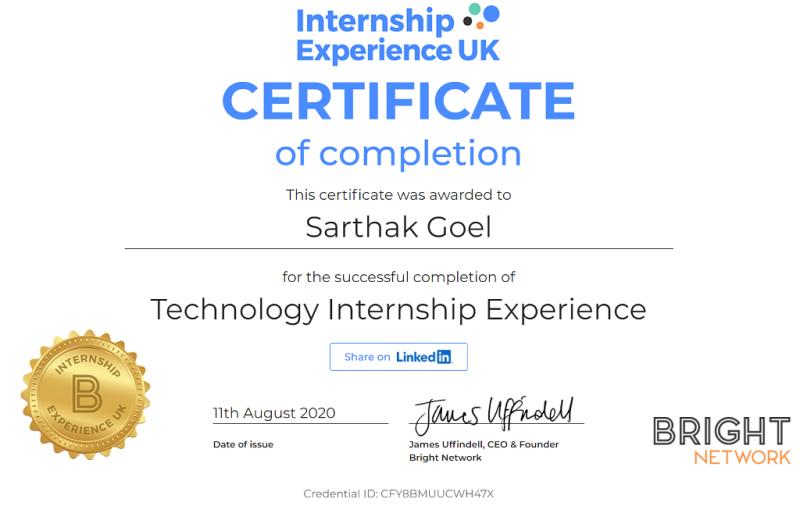 Internship
Experience UK
CERTIFICATE
of completion
This certificate was awarded to
Sarthak Goel
for the successful completion of
Technology Internship Experience
Share on LinkedIn
INTERNSHIP
B
EXPERIENCE UK
11th August 2020
Date of issue
James Uffindell
James Uffindell, CEO & Founder
Bright Network
BRIGHT
NETWORK
Credential ID: CFY8BMUUCWH47X